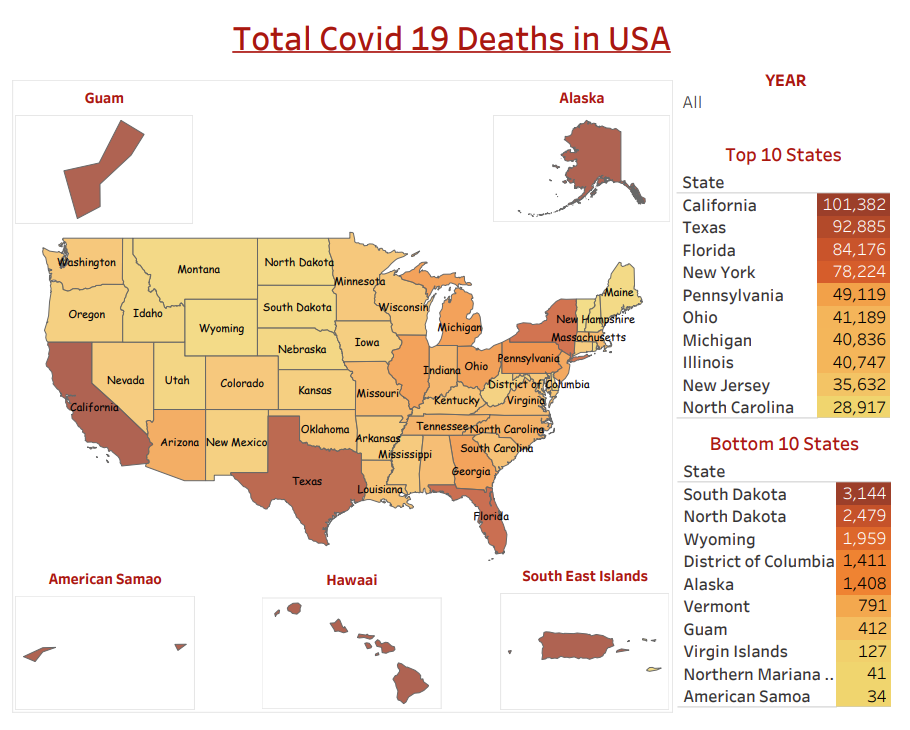 Total Covid 19 Deaths in USA
Guam
Alaska
YEAR
All
Top 10 States
State
California 101,382
Texas 92,885
Florida 84,176
New York 78,224
Pennsylvania 49,119
Ohio 41,189
Michigan 40,836
Illinois 40,747
New Jersey 35,632
North Carolina 28,917
Bottom 10 States
State
South Dakota 3,144
North Dakota 2,479
Wyoming 1,959
District of Columbia 1,411
Alaska 1,408
Vermont 791
Guam 412
Virgin Islands 127
Northern Mariana .. 41
American Samoa 34
Washington
Montana
North Dakota
Minnesota
Maine
Oregon
Idaho
South Dakota
Wisconsin
New Hampshire
Wyoming
Michigan
Massachusetts
Nebraska
Iowa
Pennsylvania
Nevada
Utah
Colorado
Indiana
Ohio
District of Columbia
Kansas
Missouri
Kentucky
Virginia
California
Arizona
New Mexico
Oklahoma
Arkansas
Tennessee
North Carolina
South Carolina
Mississippi
Georgia
Texas
Louisiana
Florida
American Samao
Hawaai
South East Islands